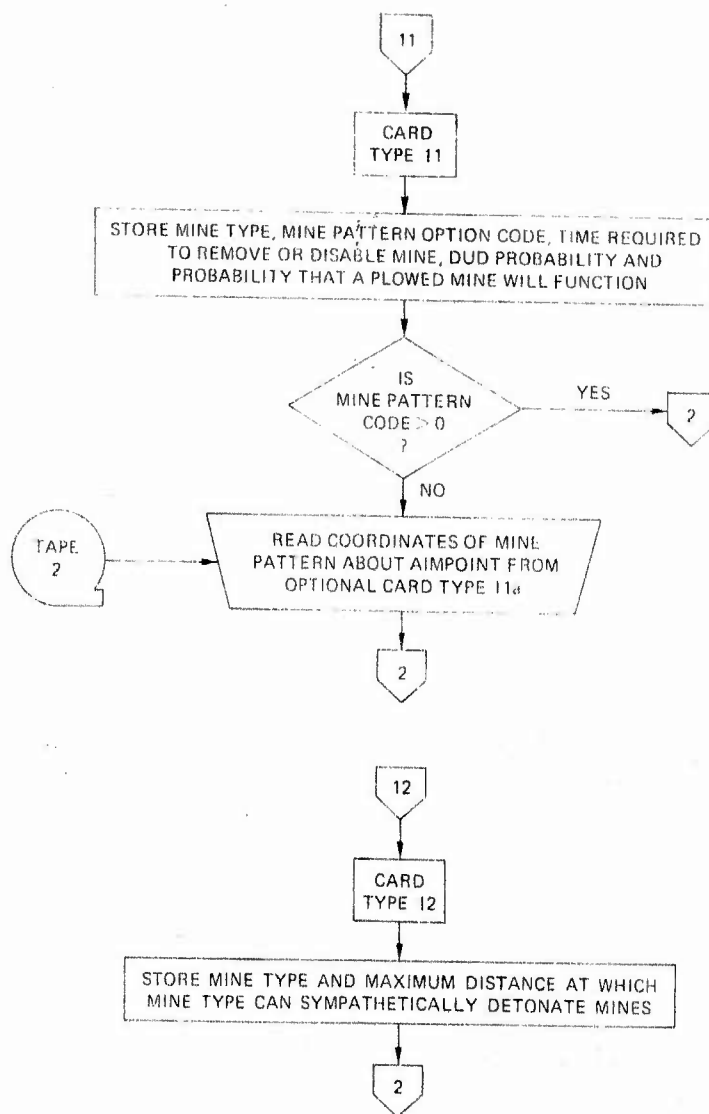 11
CARD
TYPE 11
STORE MINE TYPE, MINE PATTERN OPTION CODE, TIME REQUIRED
TO REMOVE OR DISABLE MINE, DUD PROBABILITY AND
PROBABILITY THAT A PLOWED MINE WILL FUNCTION
IS
MINE PATTERN
CODE > 0
?
YES
2
NO
TAPE
2
READ COORDINATES OF MINE
PATTERN ABOUT AIMPOINT FROM
OPTIONAL CARD TYPE 11a
2
12
CARD
TYPE 12
STORE MINE TYPE AND MAXIMUM DISTANCE AT WHICH
MINE TYPE CAN SYMPATHETICALLY DETONATE MINES
2